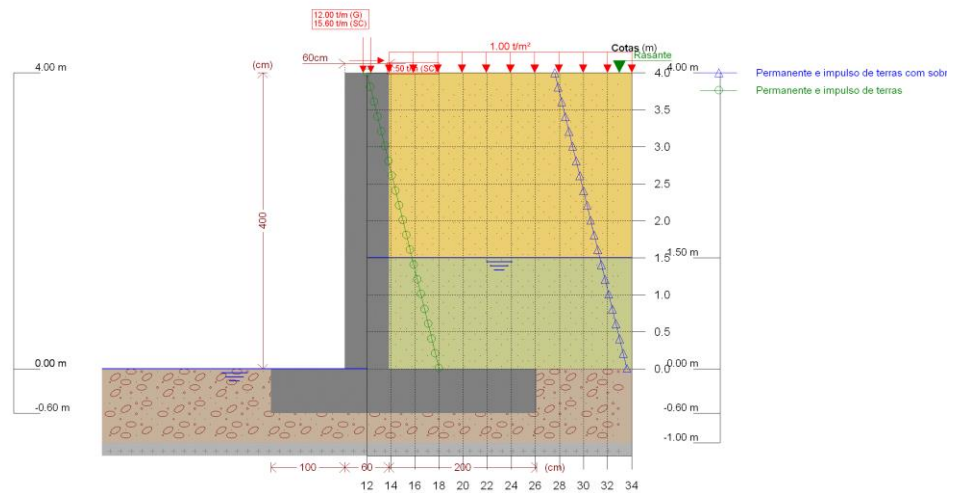 12.00 t/m (G)
15.60 t/m (SC)
1.00 t/m²
Cotas (m)
Rasante
60cm
(cm)
4.00 m
4.0
4.00 m
Permanente e impulso de terras com sobr
Permanente e impulso de terras
3.5
3.0
2.5
400
2.0
1.5
1.50 m
1.0
0.5
0.00 m
0.0
0.00 m
-0.60 m
-0.60 m
-1.00 m
100
60
200
(cm)
12 14 16 18 20 22 24 26 28 30 32 34